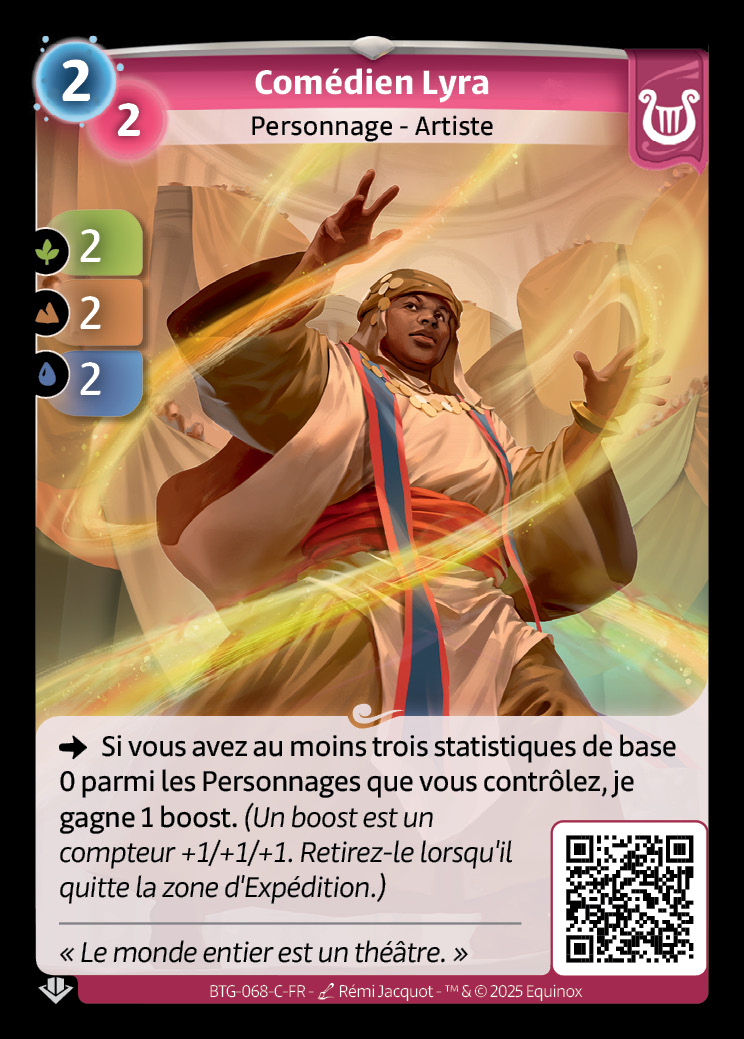 2
2
Comédien Lyra
Personnage - Artiste
2
2
2
Si vous avez au moins trois statistiques de base
0 parmi les Personnages que vous contrôlez, je
gagne 1 boost. (Un boost est un
compteur +1/+1/+1. Retirez-le lorsqu'il
quitte la zone d'Expédition.)
« Le monde entier est un théâtre. »
BTG-068-C-FR - Rémi Jacquot - ™ & © 2025 Equinox